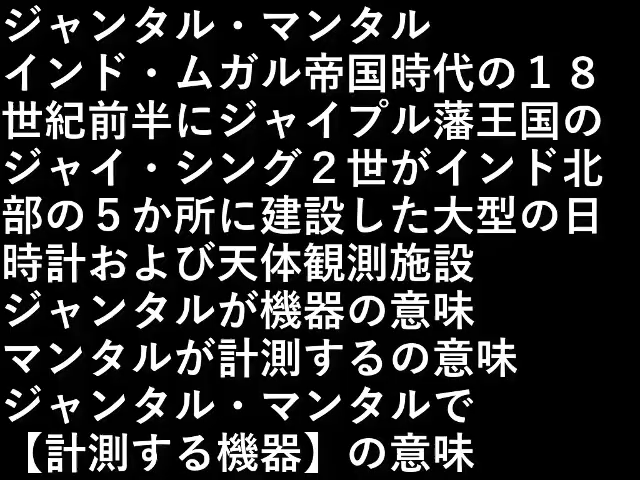 ジャンタル・マンタル
インド・ムガル帝国時代の１８
世紀前半にジャイプル藩王国の
ジャイ・シング２世がインド北
部の５か所に建設した大型の日
時計および天体観測施設
ジャンタルが機器の意味
マンタルが計測するの意味
ジャンタル・マンタルで
【計測する機器】の意味